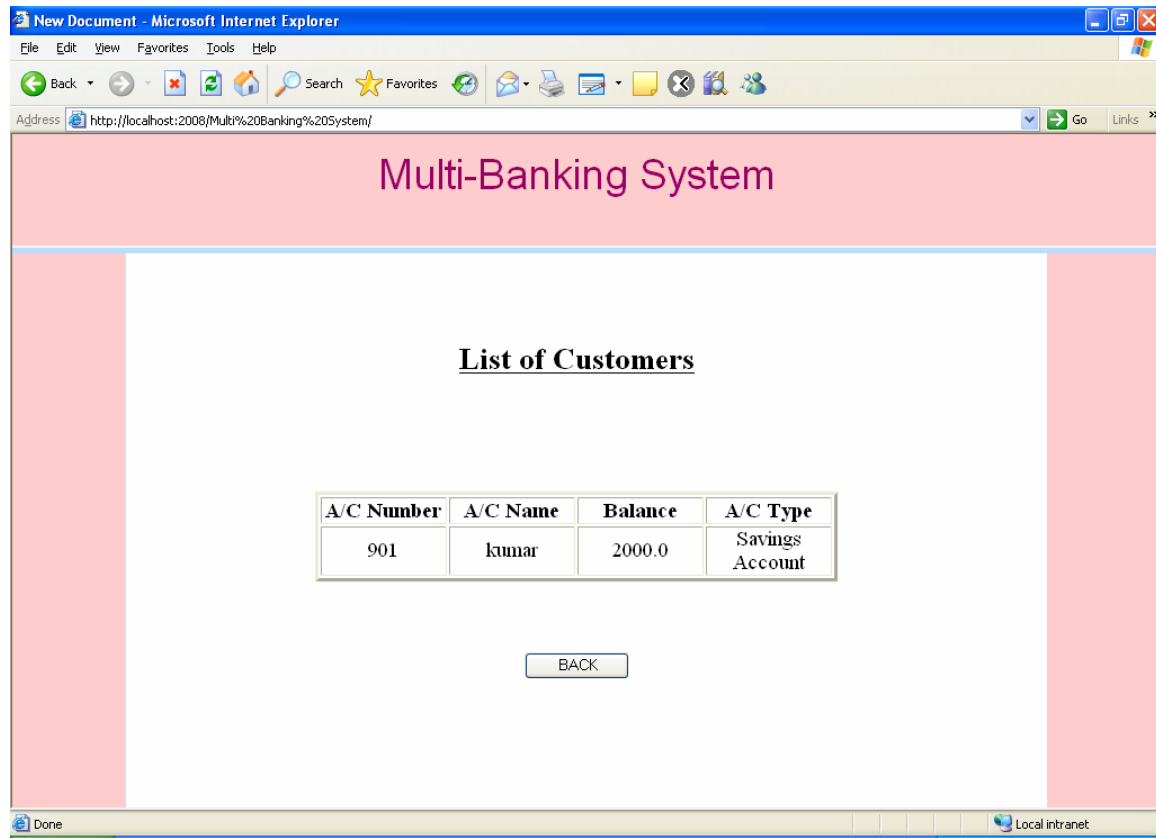 New Document - Microsoft Internet Explorer
File Edit View Favorites Tools Help
Back Search Favorites
Address http://localhost:2008/Multi%20Banking%20System/ Go Links »
Multi-Banking System
List of Customers
A/C Number A/C Name Balance A/C Type
901 kumar 2000.0 Savings
Account
BACK
Done Local intranet